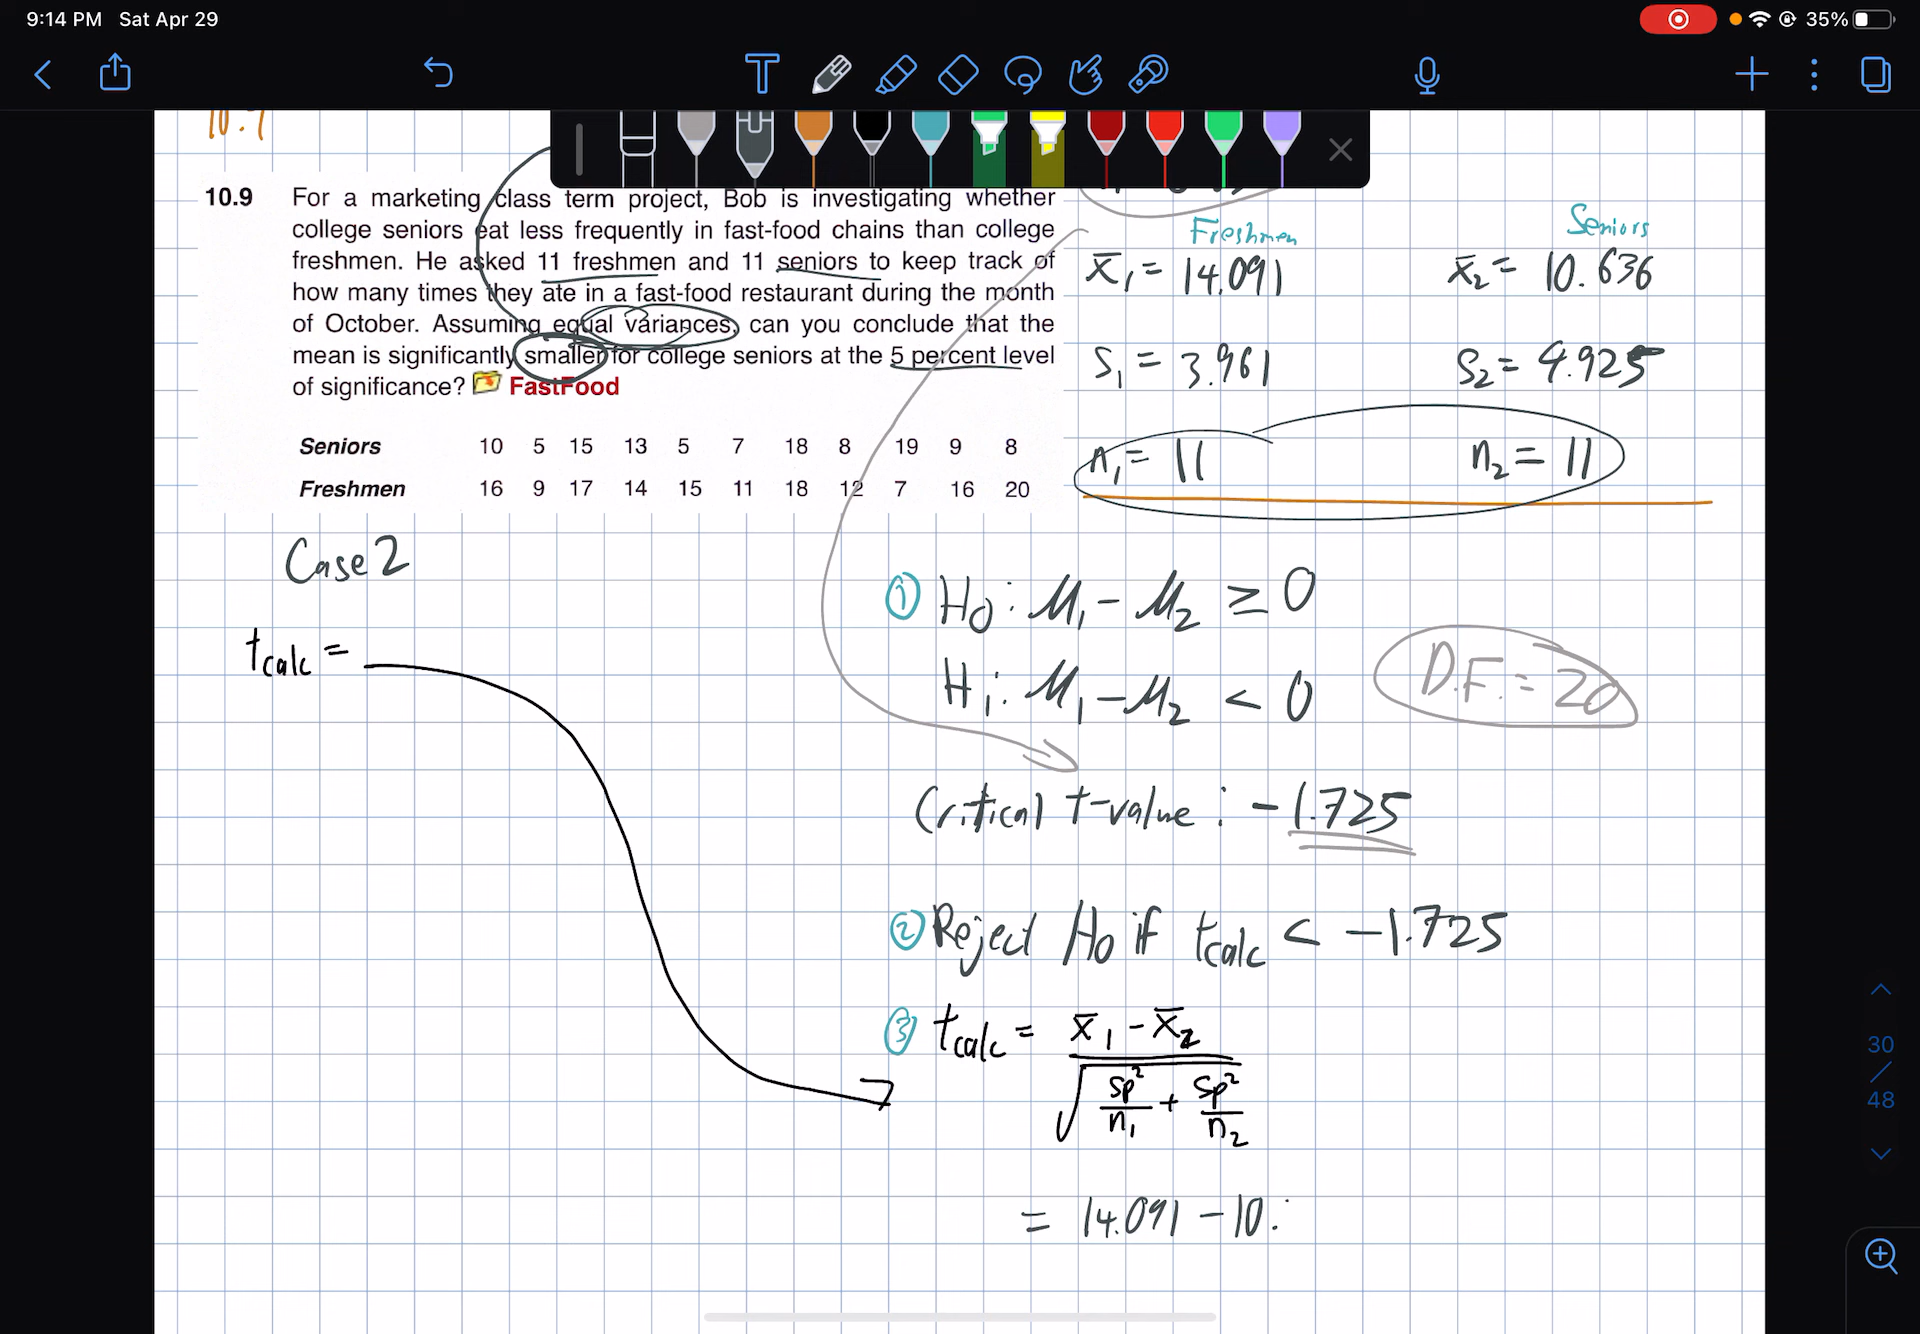 9:14 PM Sat Apr 29
35%
10.9 For a marketing class term project, Bob is investigating whether
college seniors eat less frequently in fast-food chains than college
freshmen. He asked 11 freshmen and 11 seniors to keep track of
how many times they ate in a fast-food restaurant during the month
of October. Assuming equal variances, can you conclude that the
mean is significantly smaller for college seniors at the 5 percent level
of significance? FastFood
Seniors 10 5 15 13 5 7 18 8 19 9 8
Freshmen 16 9 17 14 15 11 18 12 7 16 20
Freshmen Seniors
x̄₁ = 14.091 x̄₂ = 10.636
S₁ = 3.961 S₂ = 4.925
n₁ = 11 n₂ = 11
Case 2
tcalc =
① H₀: μ₁ - μ₂ ≥ 0
H₁: μ₁ - μ₂ < 0
D.F. = 20
Critical t-value: -1.725
② Reject H₀ if tcalc < -1.725
③ tcalc = x̄₁ - x̄₂
√ sp²/n₁ + sp²/n₂
= 14.091 - 10.
30
/
48